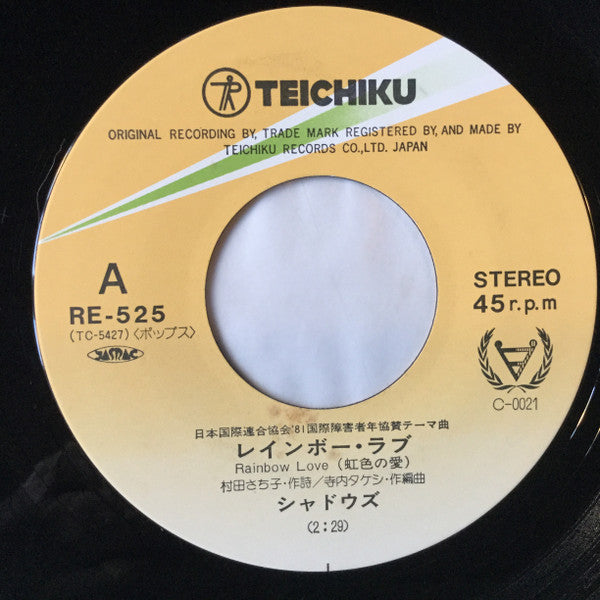 TEICHIKU
ORIGINAL RECORDING BY, TRADE MARK REGISTERED BY, AND MADE BY
TEICHIKU RECORDS CO.,LTD. JAPAN
A
RE-525
(TC-5427)〈ポップス〉
JASRAC
STEREO
45 r.p.m
C-0021
日本国際連合協会'81国際障害者年協賛テーマ曲
レインボー・ラブ
Rainbow Love (虹色の愛)
村田さち子・作詩/寺内タケシ・作編曲
シャドウズ
(2:29)